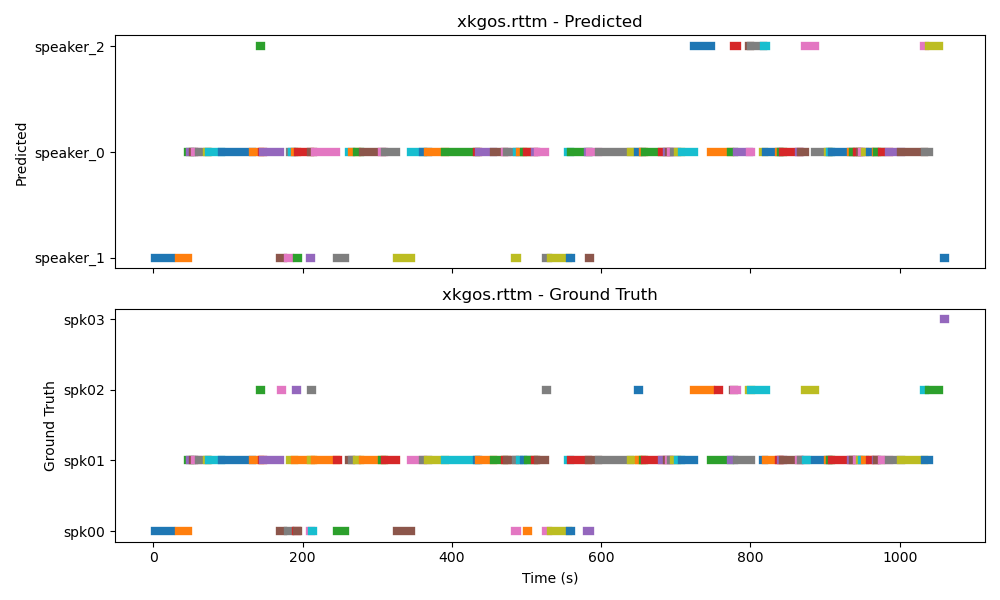 xkgos.rttm - Predicted
speaker_2
speaker_0
speaker_1
Predicted
xkgos.rttm - Ground Truth
spk03
spk02
spk01
spk00
Ground Truth
0 200 400 600 800 1000
Time (s)